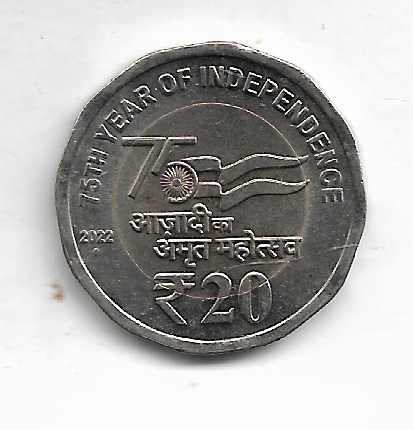 75TH YEAR OF INDEPENDENCE
75
आज़ादी का
2022
अमृत महोत्सव
₹ 20